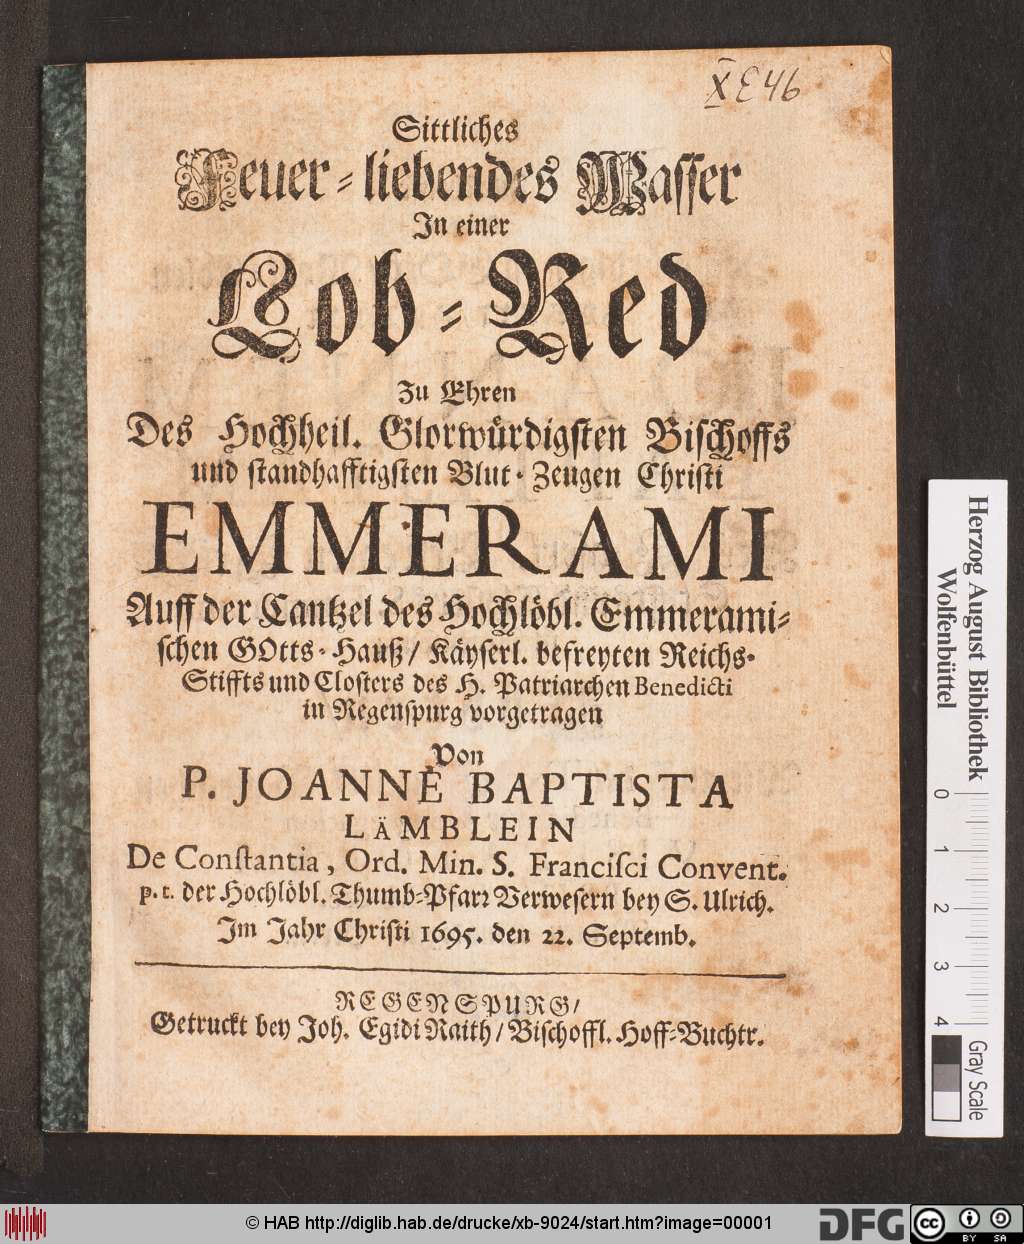 X E 46
Sittliches
Feuer-liebendes Wasser
In einer
Lob-Red
Zu Ehren
Des Hochheil. Glorwürdigsten Bischoffs
und standhafftigsten Blut-Zeugen Christi
EMMERAMI
Auff der Cantzel des Hochlöbl. Emmerami-
schen GOtts-Hauß/ Käyserl. befreyten Reichs-
Stiffts und Closters des H. Patriarchen Benedicti
in Regenspurg vorgetragen
Von
P. JOANNE BAPTISTA
LÄMBLEIN
De Constantia, Ord. Min. S. Francisci Convent.
p. t. der Hochlöbl. Thumb-Pfarr Verwesern bey S. Ulrich.
Im Jahr Christi 1695. den 22. Septemb.
REGENSPURG/
Getruckt bey Joh. Egidi Raith/ Bischoffl. Hoff-Buchtr.
Herzog August Bibliothek
Wolfenbüttel
0 1 2 3 4
Gray Scale
© HAB http://diglib.hab.de/drucke/xb-9024/start.htm?image=00001
DFG
cc BY SA